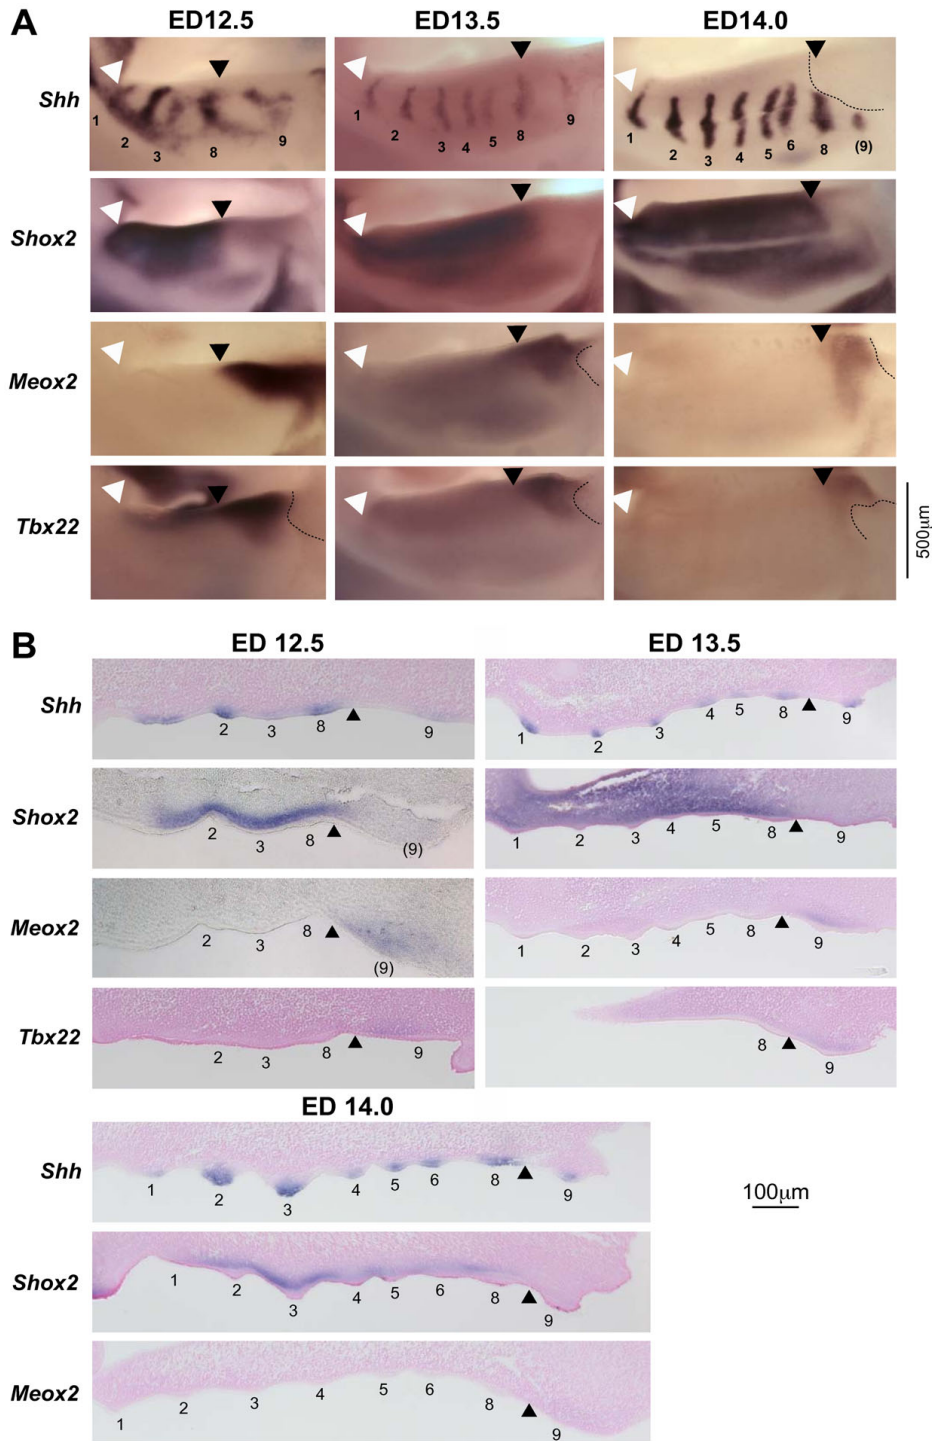 A
ED12.5 ED13.5 ED14.0
Shh
1 2 3 8 9
1 2 3 4 5 8 9
1 2 3 4 5 6 8 (9)
Shox2
Meox2
Tbx22
500μm
B
ED 12.5 ED 13.5
Shh
2 3 8 9
1 2 3 4 5 8 9
Shox2
2 3 8 (9)
1 2 3 4 5 8 9
Meox2
2 3 8 (9)
1 2 3 4 5 8 9
Tbx22
2 3 8 9
8 9
ED 14.0
Shh
1 2 3 4 5 6 8 9
100μm
Shox2
1 2 3 4 5 6 8 9
Meox2
1 2 3 4 5 6 8 9